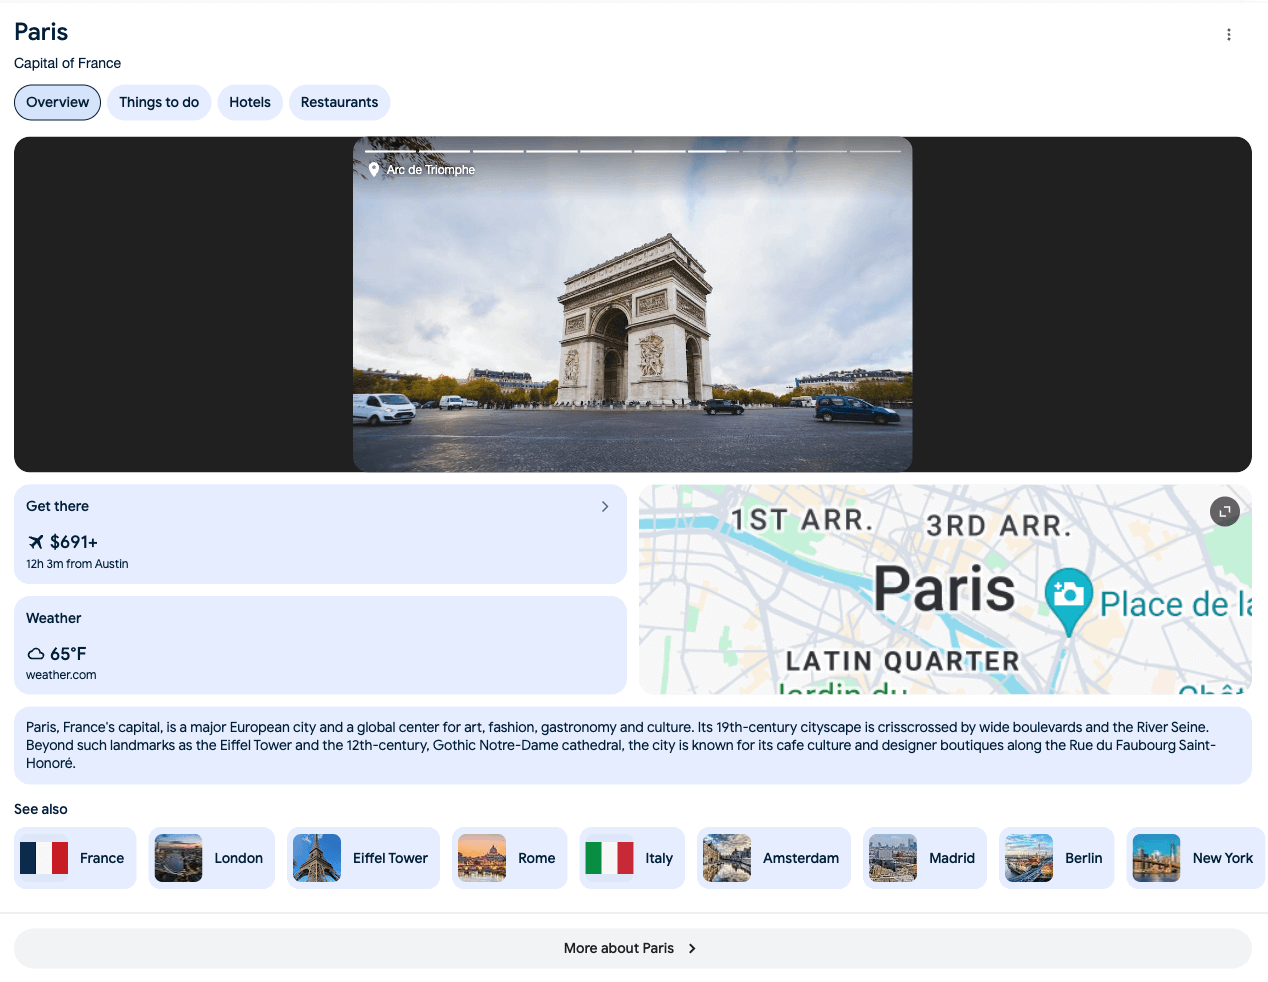 Paris
Capital of France
Overview
Things to do
Hotels
Restaurants
Arc de Triomphe
Get there
$691+
12h 3m from Austin
Weather
65°F
weather.com
1ST ARR.
3RD ARR.
Paris
Place de la
LATIN QUARTER
Jardin du
Paris, France's capital, is a major European city and a global center for art, fashion, gastronomy and culture. Its 19th-century cityscape is crisscrossed by wide boulevards and the River Seine.
Beyond such landmarks as the Eiffel Tower and the 12th-century, Gothic Notre-Dame cathedral, the city is known for its cafe culture and designer boutiques along the Rue du Faubourg Saint-
Honoré.
See also
France
London
Eiffel Tower
Rome
Italy
Amsterdam
Madrid
Berlin
New York
More about Paris